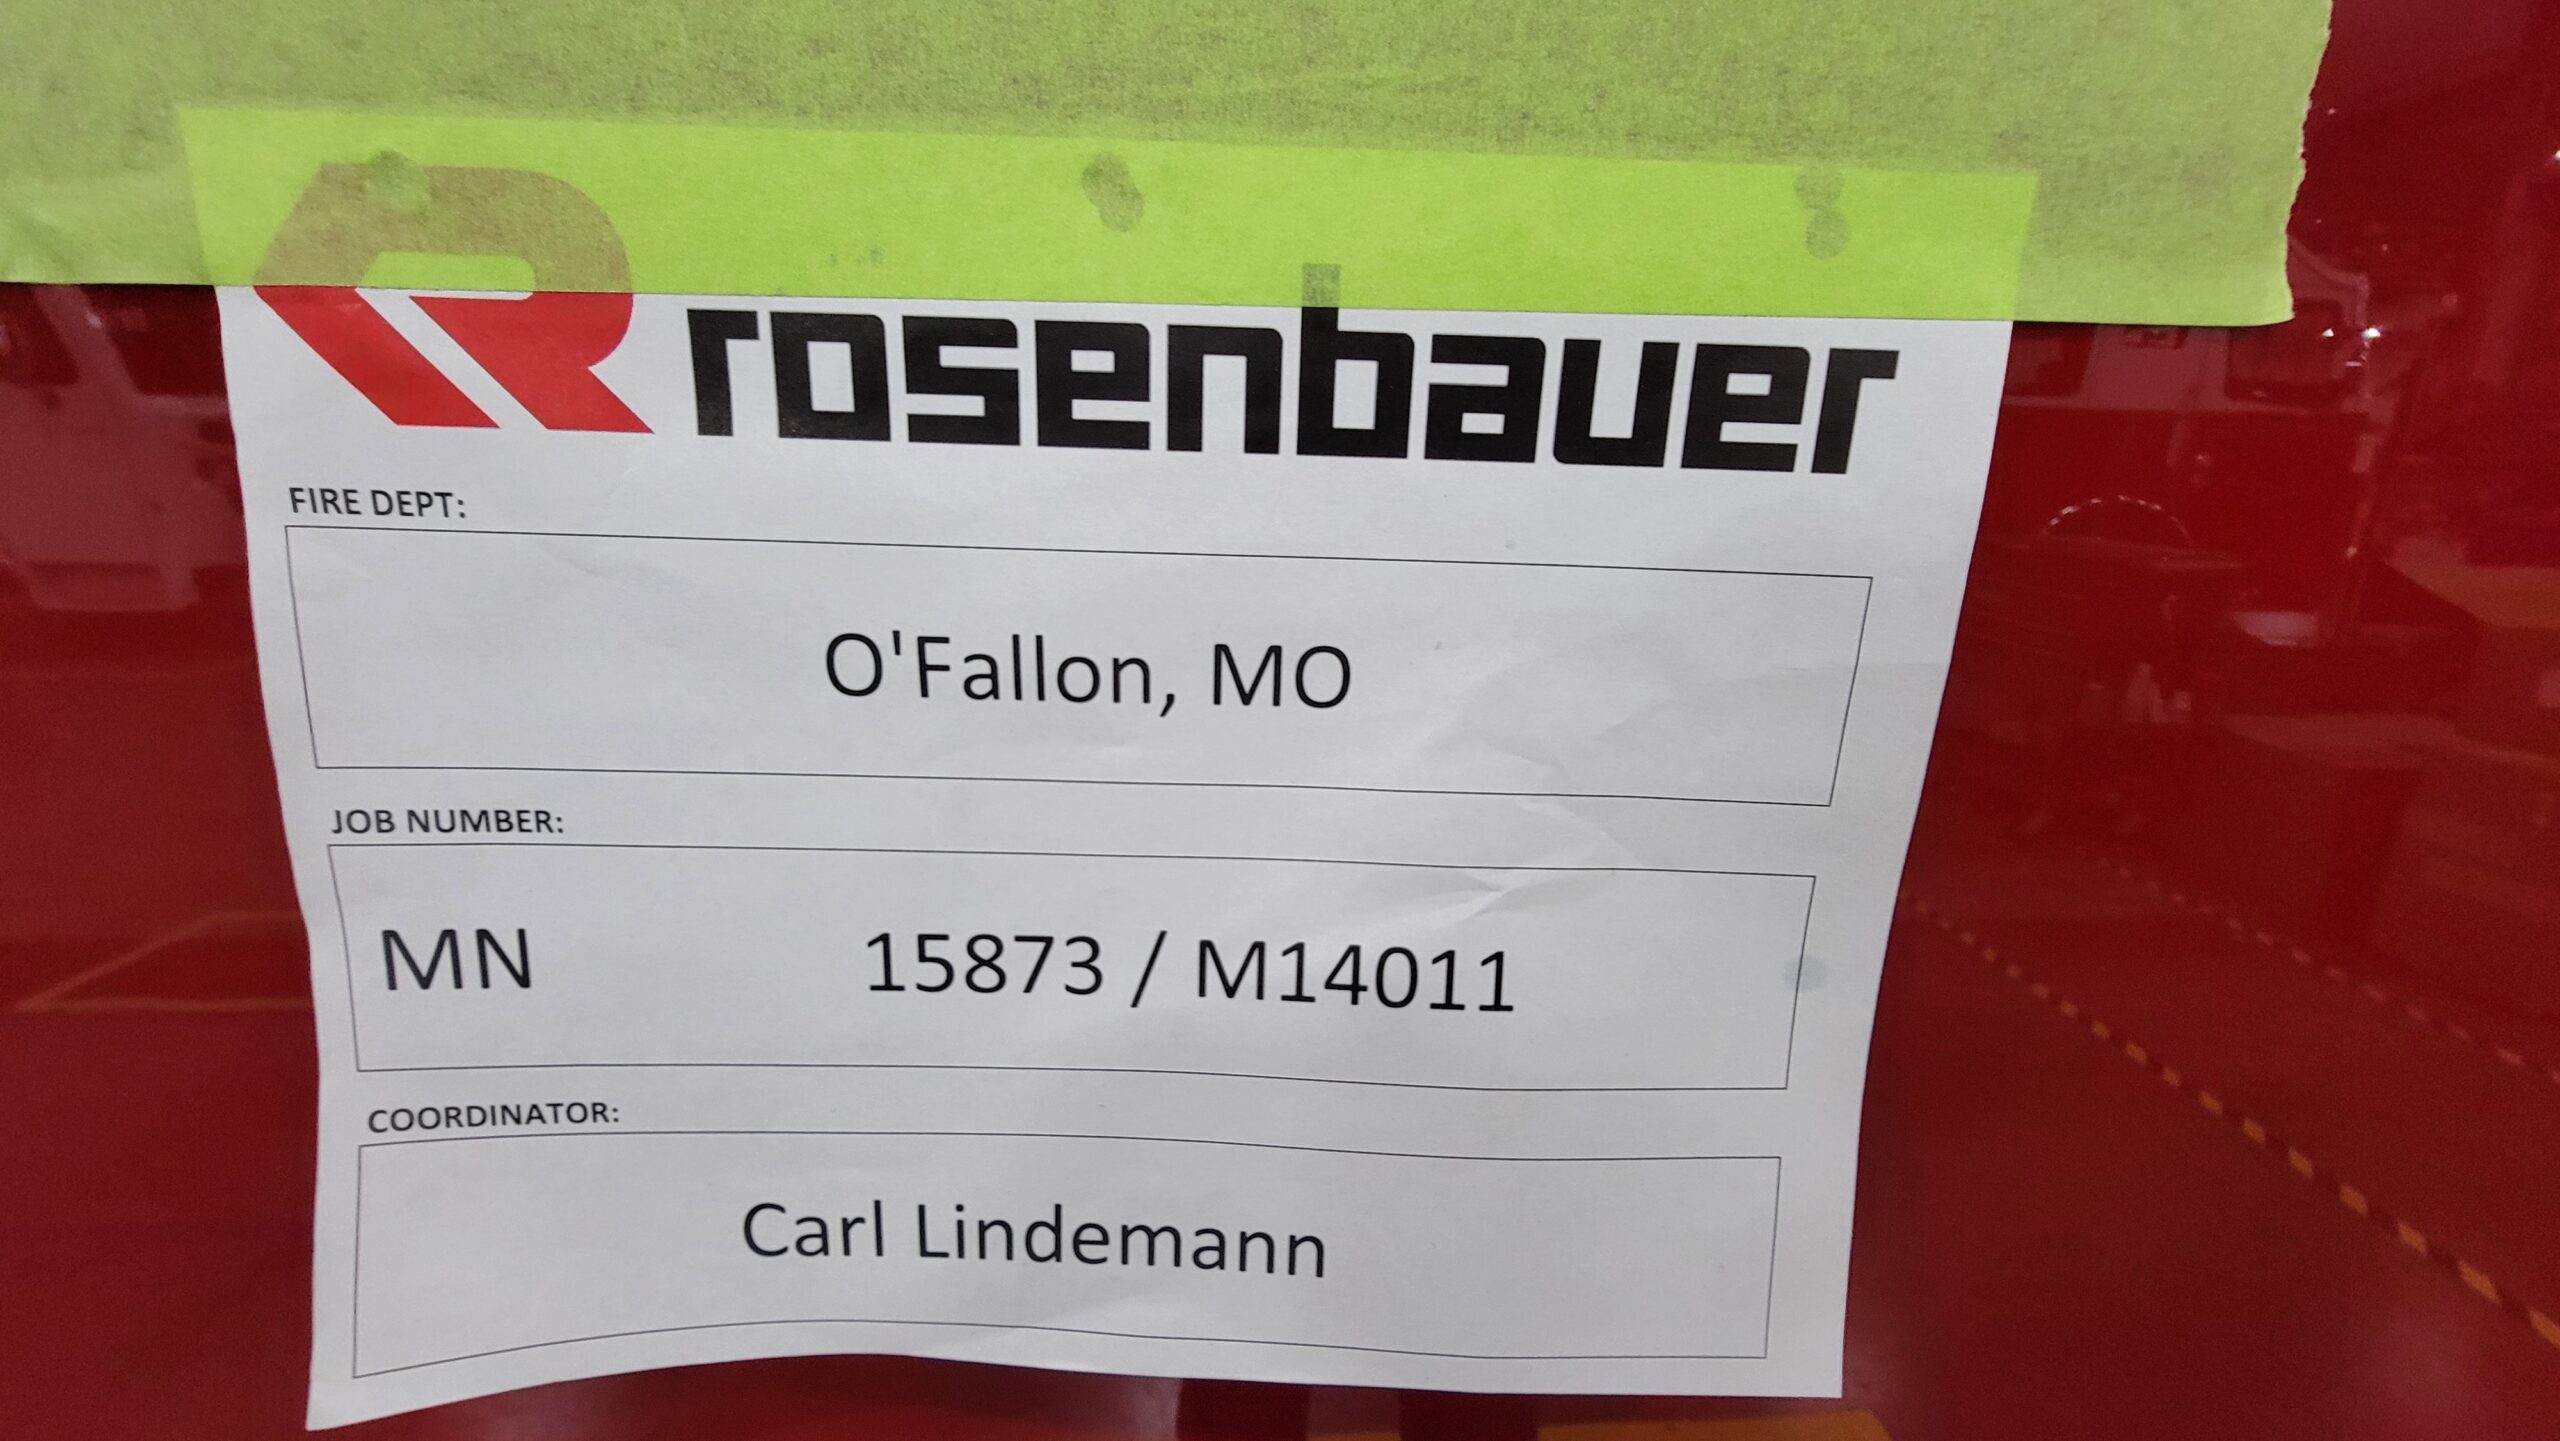 rosenbauer
FIRE DEPT:
O'Fallon, MO
JOB NUMBER:
MN 15873 / M14011
COORDINATOR:
Carl Lindemann